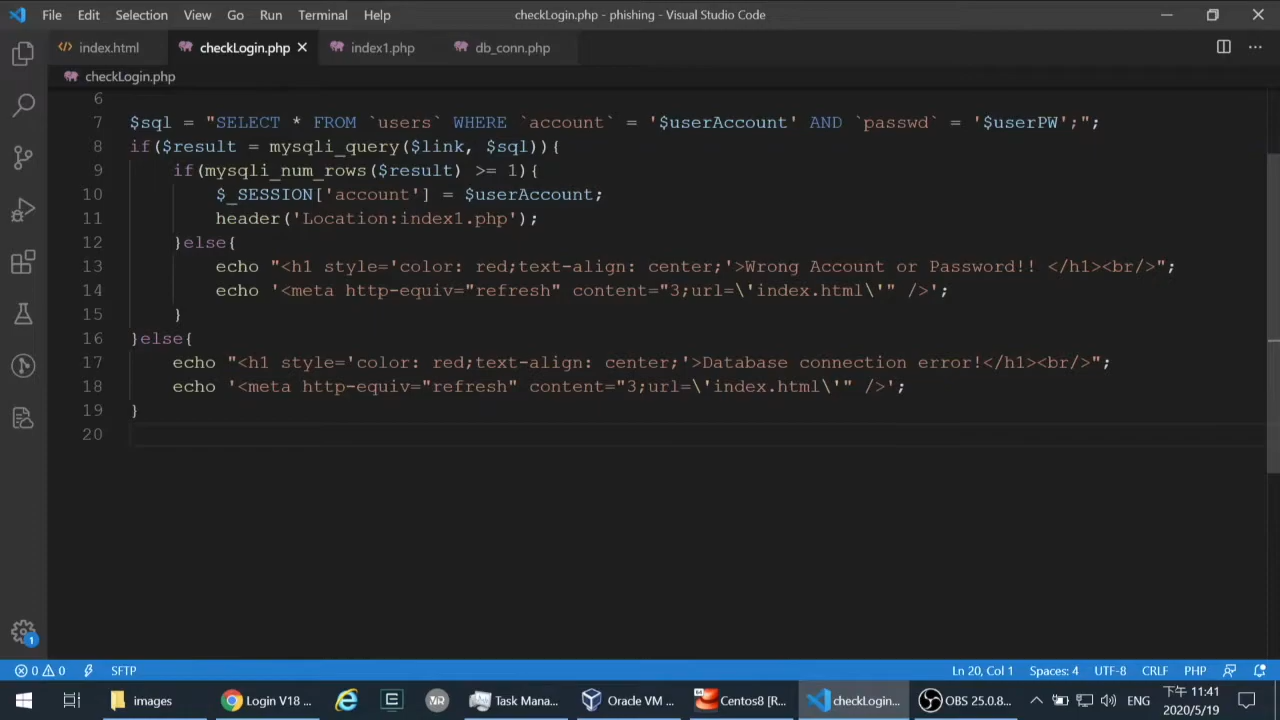 File Edit Selection View Go Run Terminal Help checkLogin.php - phishing - Visual Studio Code
index.html checkLogin.php index1.php db_conn.php
checkLogin.php
6
7 $sql = "SELECT * FROM `users` WHERE `account` = '$userAccount' AND `passwd` = '$userPW';";
8 if($result = mysqli_query($link, $sql)){
9 if(mysqli_num_rows($result) >= 1){
10 $_SESSION['account'] = $userAccount;
11 header('Location:index1.php');
12 }else{
13 echo "<h1 style='color: red;text-align: center;'>Wrong Account or Password!! </h1><br/>";
14 echo '<meta http-equiv="refresh" content="3;url=\'index.html\'" />';
15 }
16 }else{
17 echo "<h1 style='color: red;text-align: center;'>Database connection error!</h1><br/>";
18 echo '<meta http-equiv="refresh" content="3;url=\'index.html\'" />';
19 }
20
1
0 0 SFTP Ln 20, Col 1 Spaces: 4 UTF-8 CRLF PHP
images Login V18 ... Task Mana... Oracle VM ... Centos8 [R... checkLogin... OBS 25.0.8... ENG 下午 11:41
2020/5/19